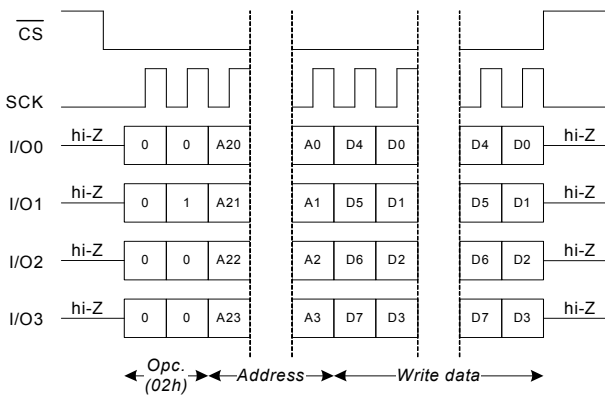 CS
SCK
I/O0 hi-Z 0 0 A20 A0 D4 D0 D4 D0 hi-Z
I/O1 hi-Z 0 1 A21 A1 D5 D1 D5 D1 hi-Z
I/O2 hi-Z 0 0 A22 A2 D6 D2 D6 D2 hi-Z
I/O3 hi-Z 0 0 A23 A3 D7 D3 D7 D3 hi-Z
Opc. Address Write data
(02h)